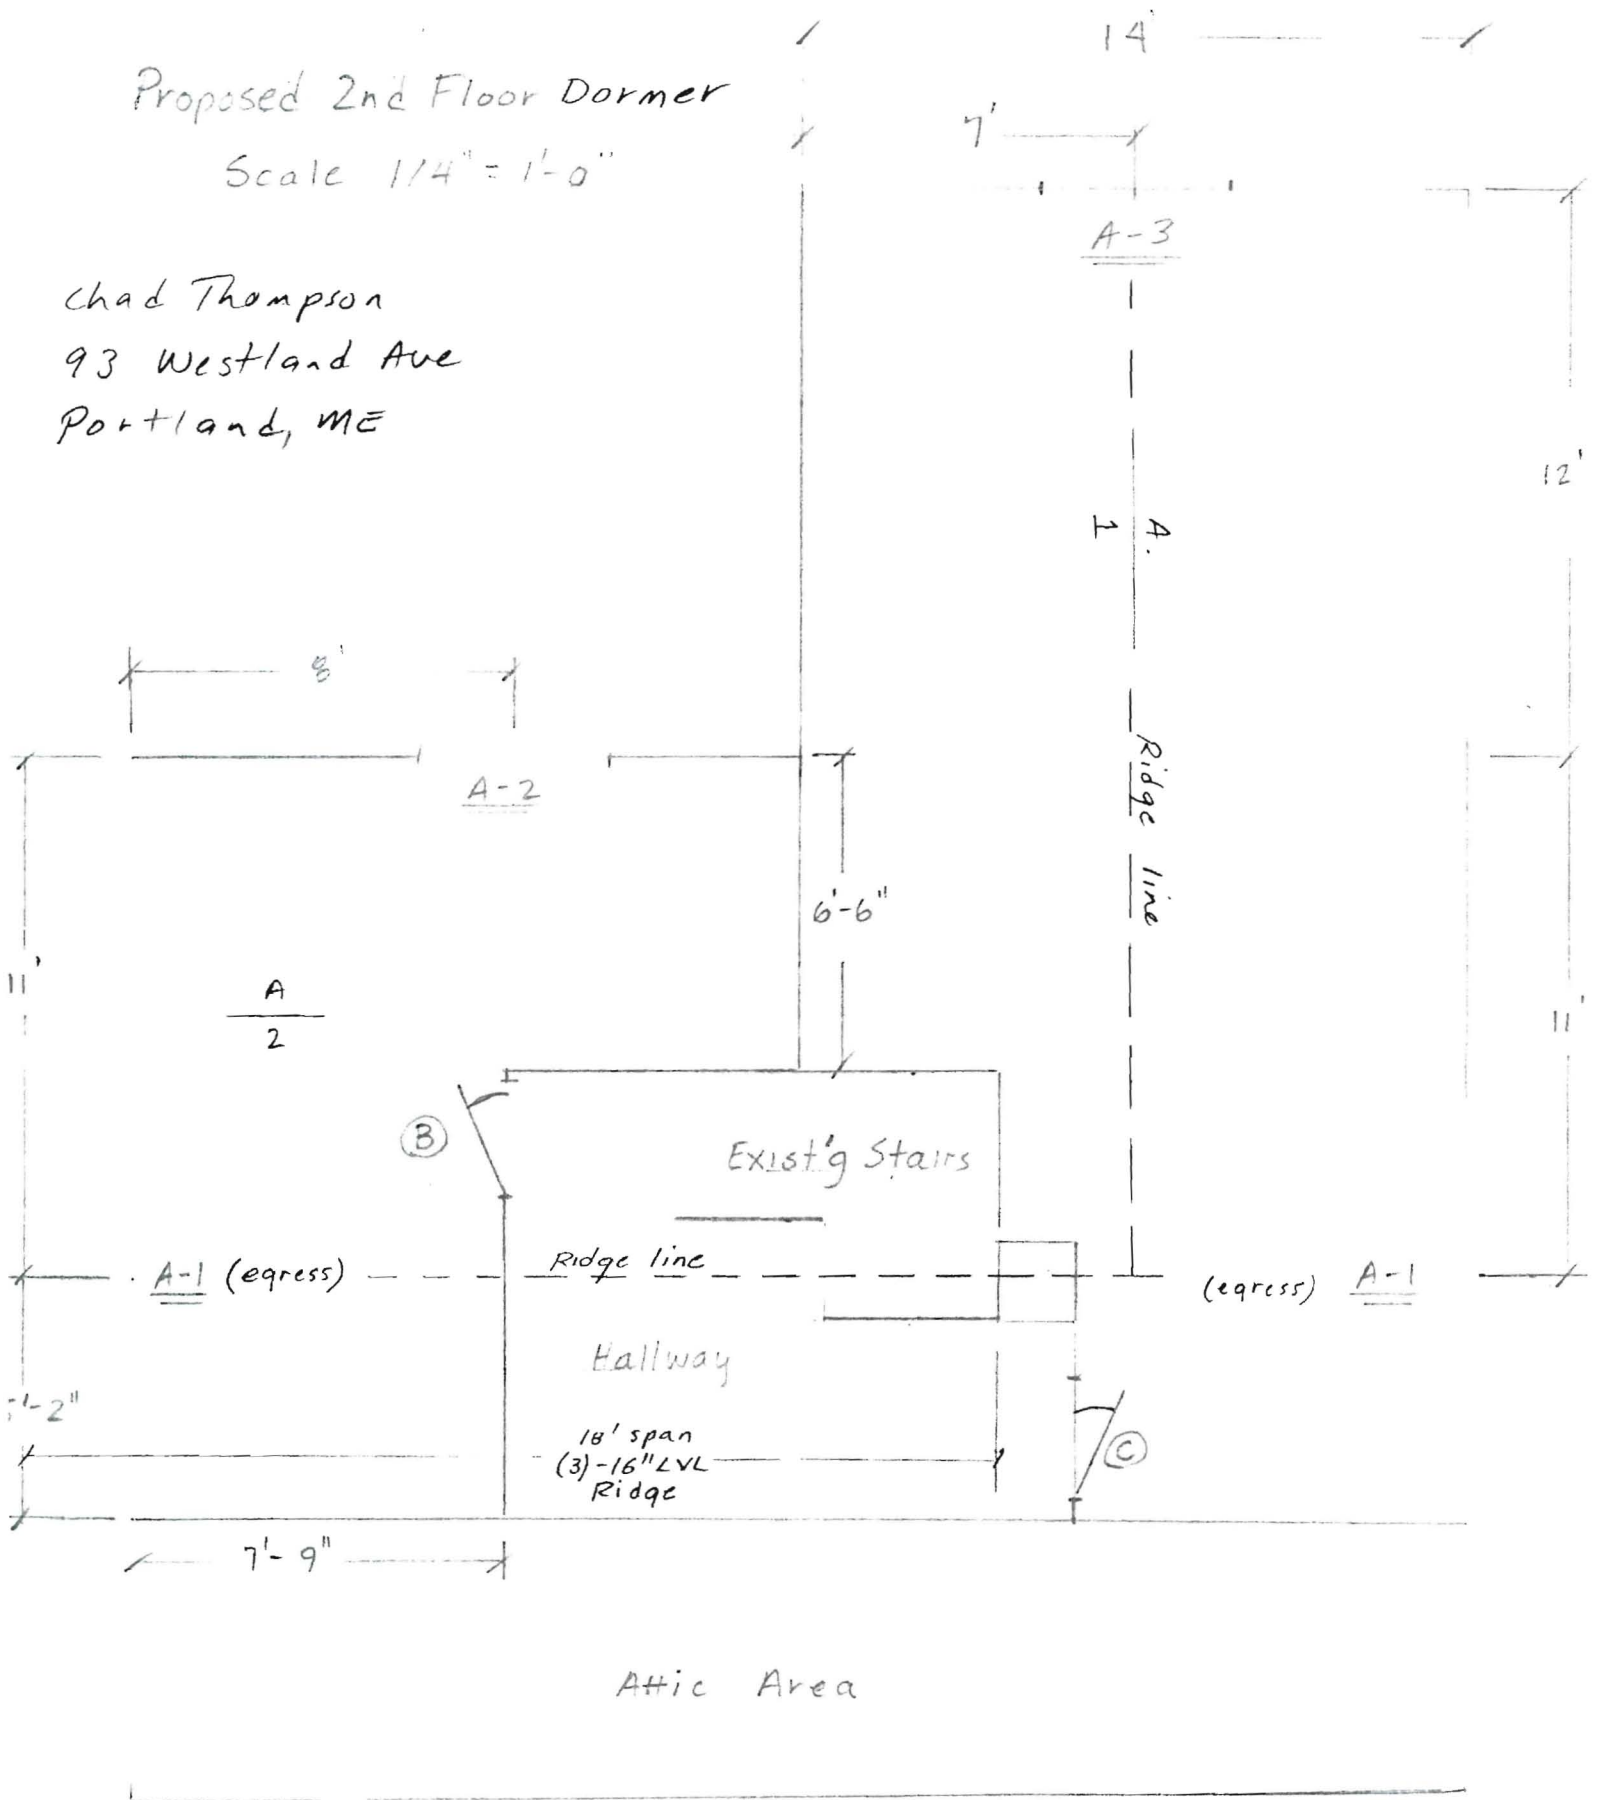 14'
Proposed 2nd Floor Dormer
7'
Scale 1/4" = 1'-0"
A-3
Chad Thompson
93 Westland Ave
Portland, ME
12'
A.
1
8'
Ridge line
A-2
6'-6"
11'
A
2
11'
B
Exist'g Stairs
Ridge line
A-1 (egress)
(egress) A-1
Hallway
'-2"
18' span
(3)-16" LVL
Ridge
C
7'-9"
Attic Area